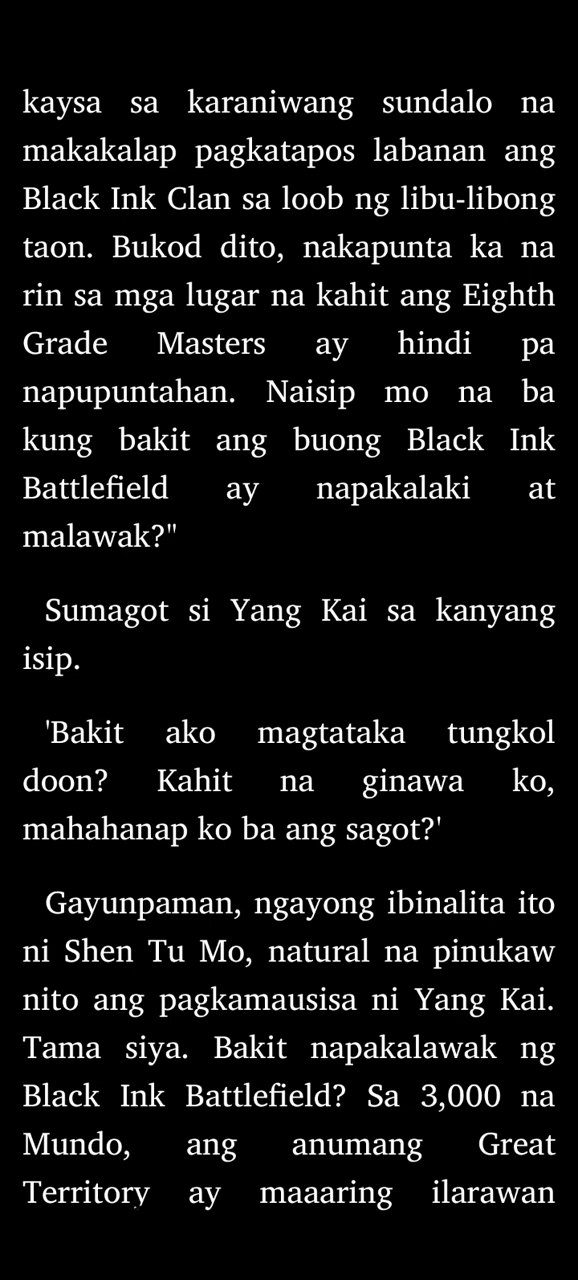 kaysa sa karaniwang sundalo na
makakalap pagkatapos labanan ang
Black Ink Clan sa loob ng libu-libong
taon. Bukod dito, nakapunta ka na
rin sa mga lugar na kahit ang Eighth
Grade Masters ay hindi pa
napupuntahan. Naisip mo na ba
kung bakit ang buong Black Ink
Battlefield ay napakalaki at
malawak?"
Sumagot si Yang Kai sa kanyang
isip.
'Bakit ako magtataka tungkol
doon? Kahit na ginawa ko,
mahahanap ko ba ang sagot?'
Gayunpaman, ngayong ibinalita ito
ni Shen Tu Mo, natural na pinukaw
nito ang pagkamausisa ni Yang Kai.
Tama siya. Bakit napakalawak ng
Black Ink Battlefield? Sa 3,000 na
Mundo, ang anumang Great
Territory ay maaaring ilarawan